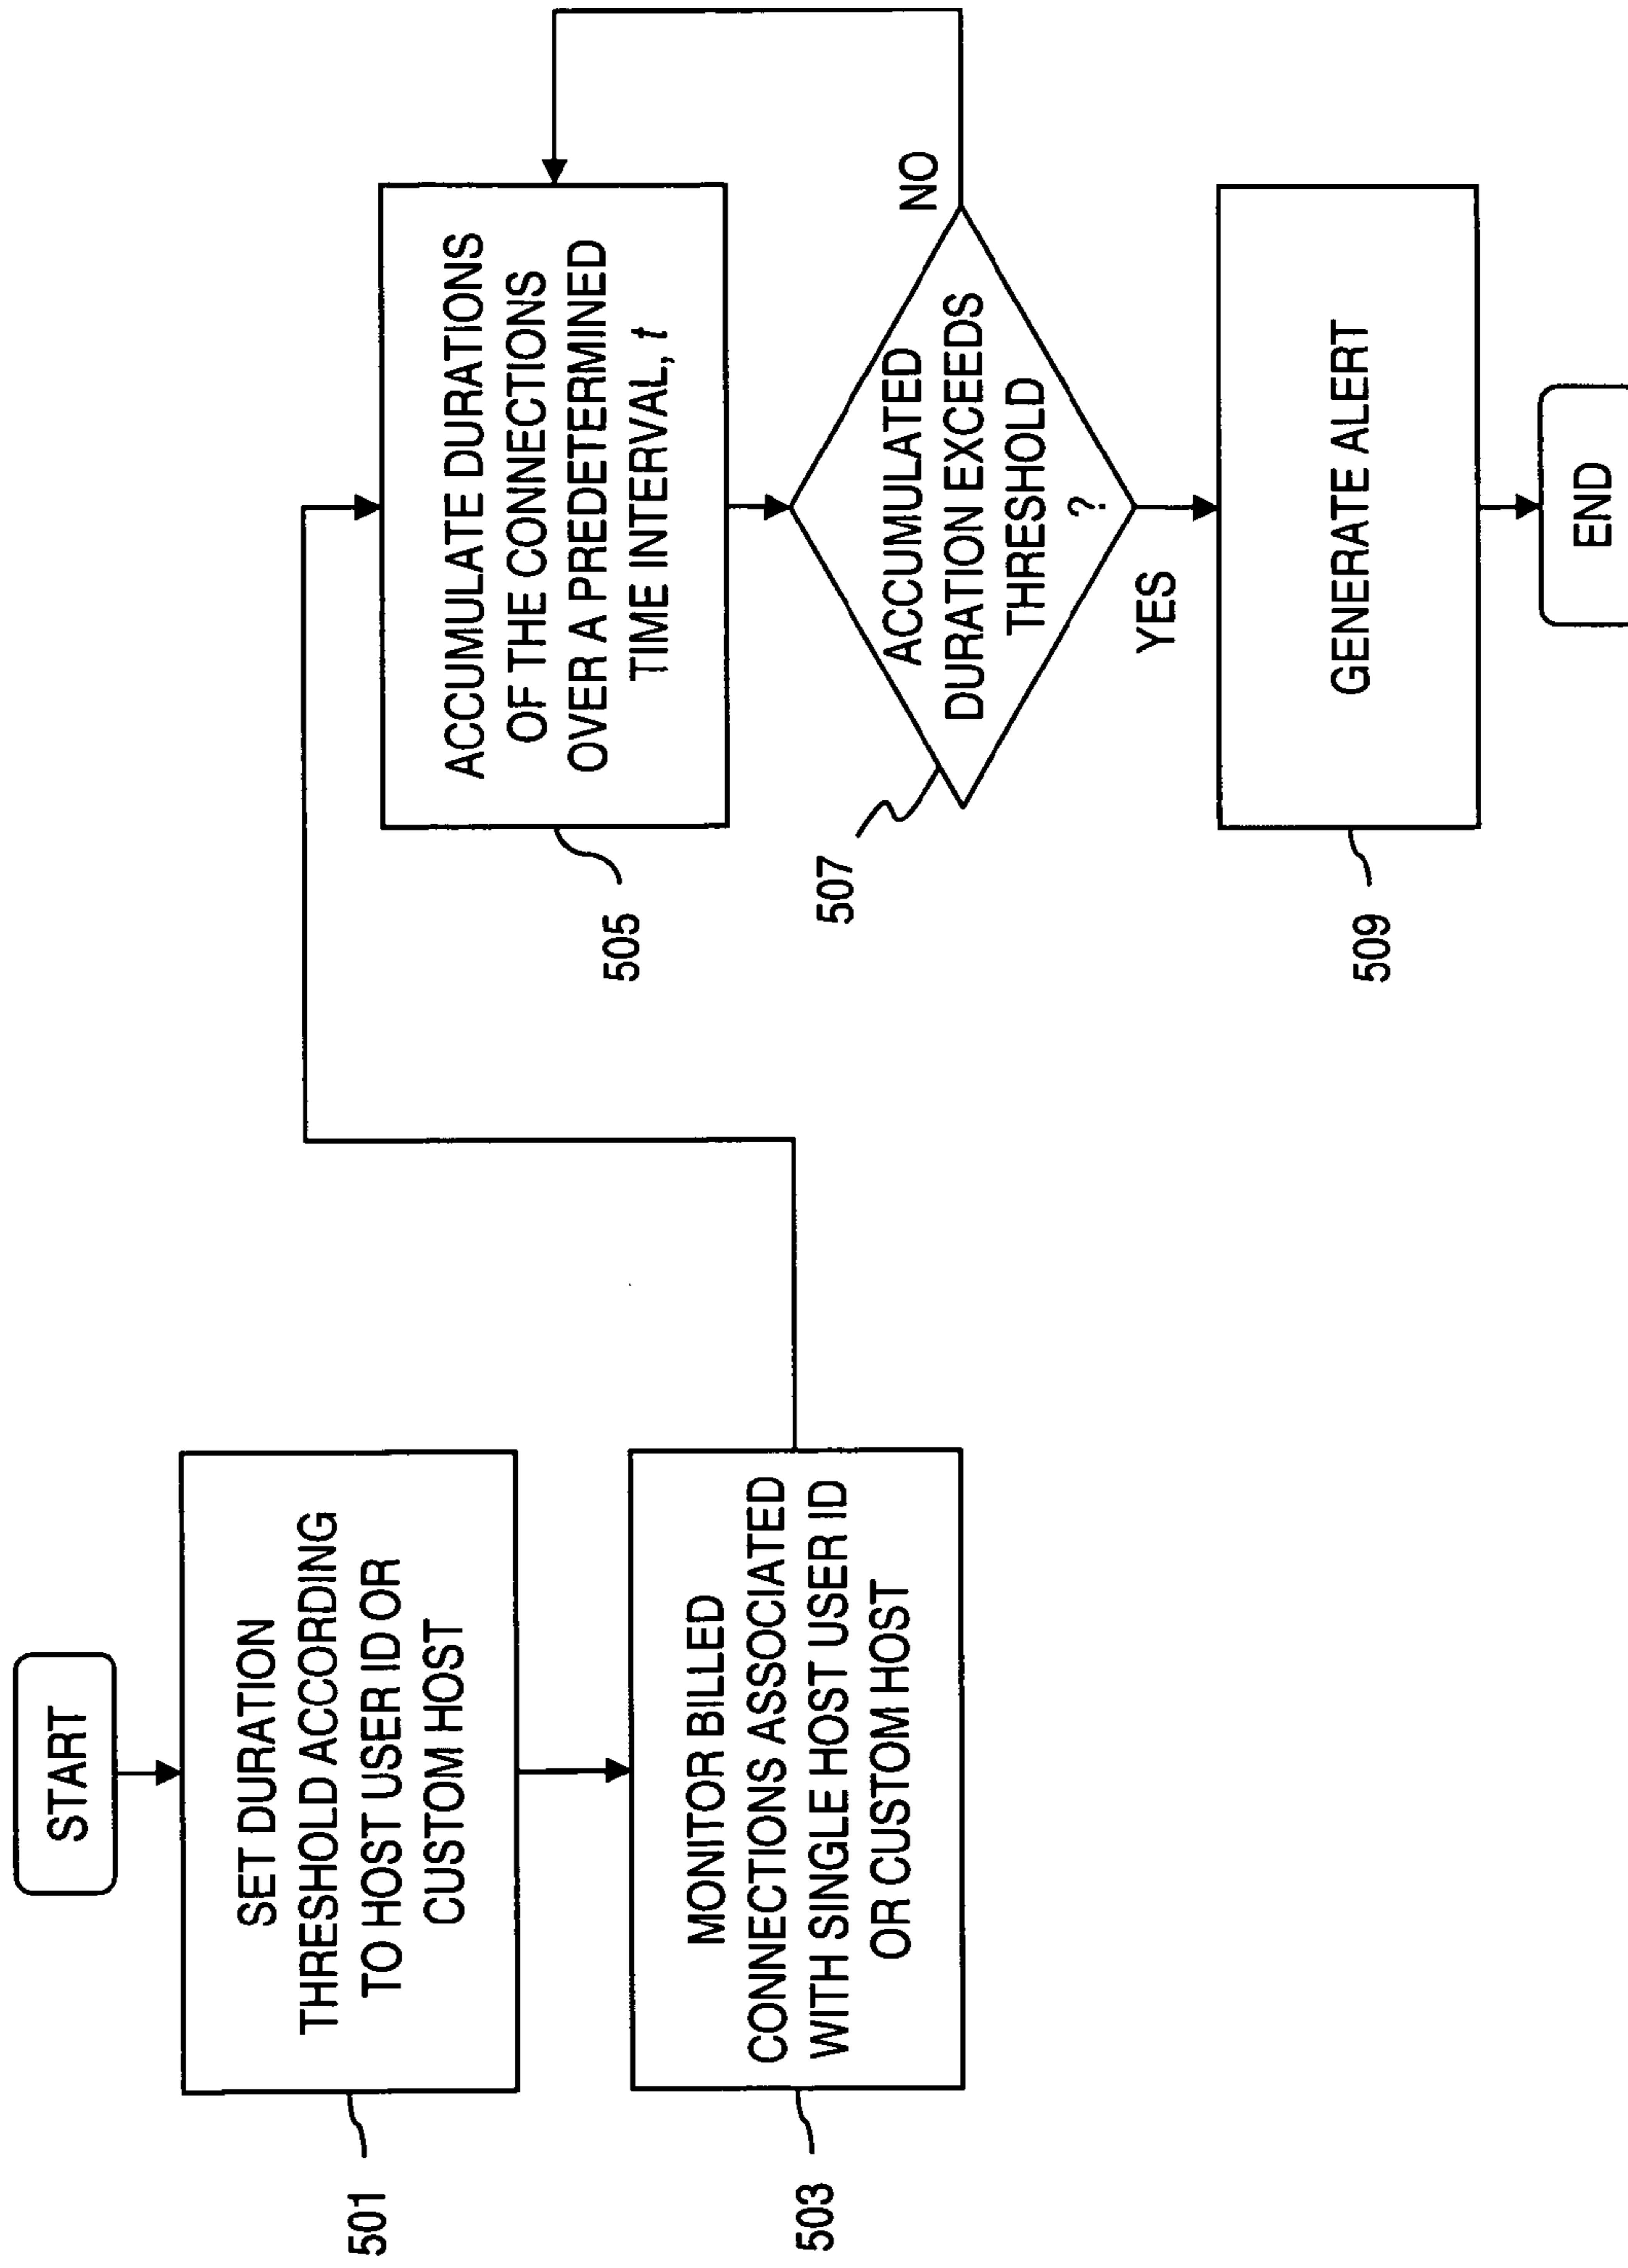 START
SET DURATION
THRESHOLD ACCORDING
TO HOST USER ID OR
CUSTOM HOST
501
MONITOR BILLED
CONNECTIONS ASSOCIATED
WITH SINGLE HOST USER ID
OR CUSTOM HOST
503
ACCUMULATE DURATIONS
OF THE CONNECTIONS
OVER A PREDETERMINED
TIME INTERVAL, t
505
ACCUMULATED
DURATION EXCEEDS
THRESHOLD
?
507
NO
YES
GENERATE ALERT
509
END